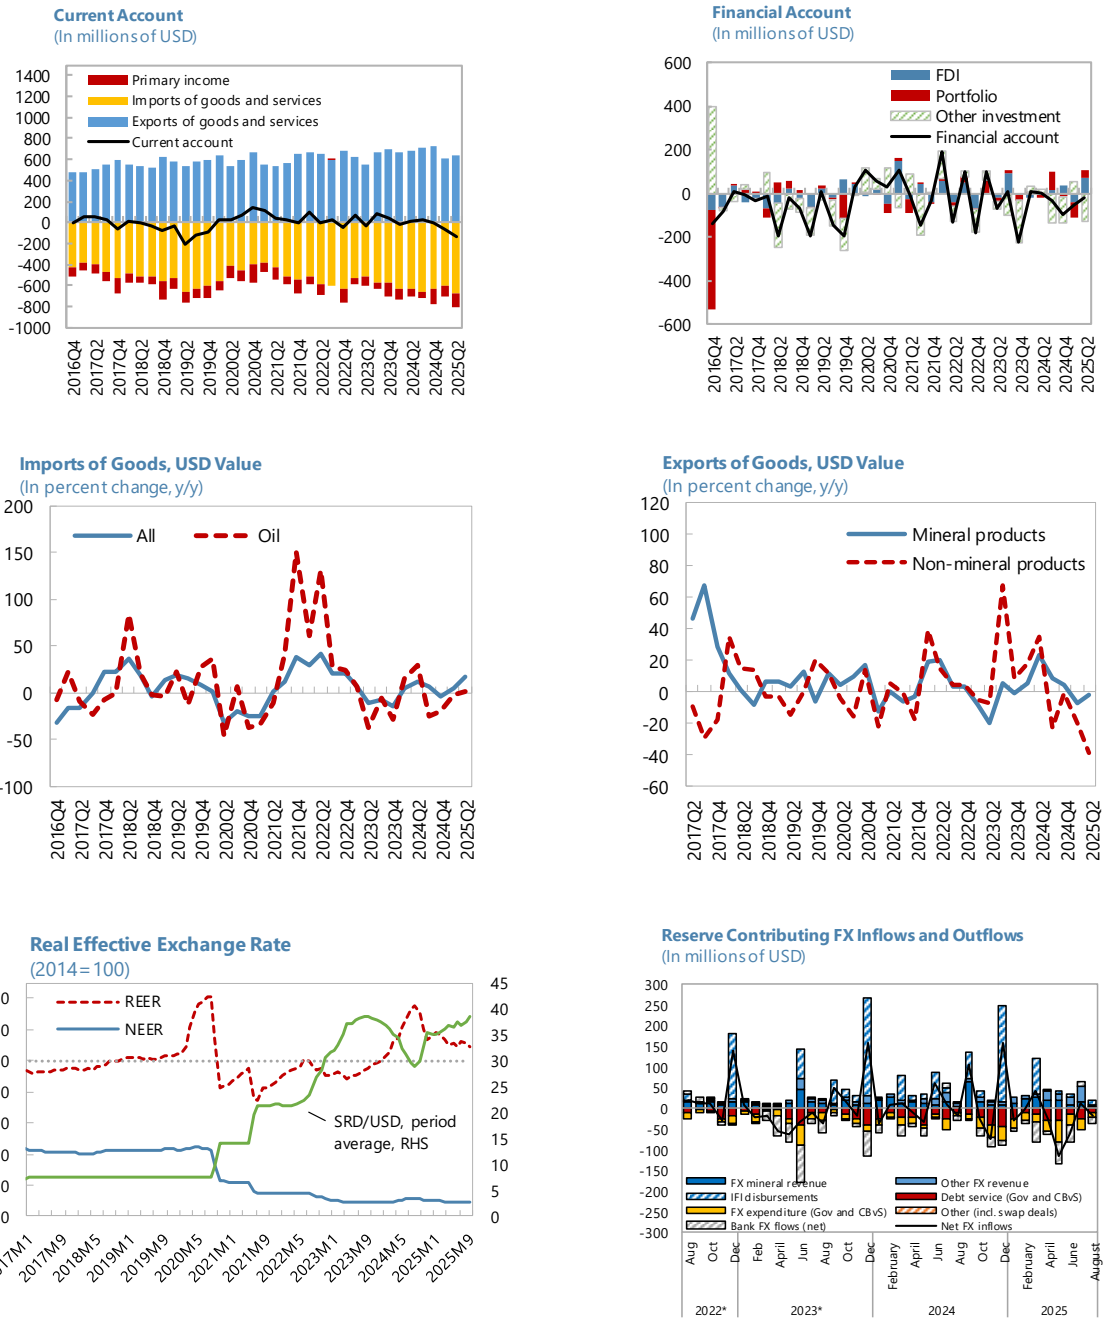 Current Account
(In millions of USD)
1400
1200
1000
800
600
400
200
0
-200
-400
-600
-800
-1000
Primary income
Imports of goods and services
Exports of goods and services
Current account
2016Q4
2017Q2
2017Q4
2018Q2
2018Q4
2019Q2
2019Q4
2020Q2
2020Q4
2021Q2
2021Q4
2022Q2
2022Q4
2023Q2
2023Q4
2024Q2
2024Q4
2025Q2
Financial Account
(In millions of USD)
600
400
200
0
-200
-400
-600
FDI
Portfolio
Other investment
Financial account
2016Q4
2017Q2
2017Q4
2018Q2
2018Q4
2019Q2
2019Q4
2020Q2
2020Q4
2021Q2
2021Q4
2022Q2
2022Q4
2023Q2
2023Q4
2024Q2
2024Q4
2025Q2
Imports of Goods, USD Value
(In percent change, y/y)
200
150
100
50
0
-50
-100
All
Oil
2016Q4
2017Q2
2017Q4
2018Q2
2018Q4
2019Q2
2019Q4
2020Q2
2020Q4
2021Q2
2021Q4
2022Q2
2022Q4
2023Q2
2023Q4
2024Q2
2024Q4
2025Q2
Exports of Goods, USD Value
(In percent change, y/y)
120
100
80
60
40
20
0
-20
-40
-60
Mineral products
Non-mineral products
2017Q2
2017Q4
2018Q2
2018Q4
2019Q2
2019Q4
2020Q2
2020Q4
2021Q2
2021Q4
2022Q2
2022Q4
2023Q2
2023Q4
2024Q2
2024Q4
2025Q2
Real Effective Exchange Rate
(2014=100)
0
0
0
0
0
0
0
45
40
35
30
25
20
15
10
5
0
REER
NEER
SRD/USD, period
average, RHS
2017M1
2017M9
2018M5
2019M1
2019M9
2020M5
2021M1
2021M9
2022M5
2023M1
2023M9
2024M5
2025M1
2025M9
Reserve Contributing FX Inflows and Outflows
(In millions of USD)
300
250
200
150
100
50
0
-50
-100
-150
-200
-250
-300
FX mineral revenue
Other FX revenue
IFI disbursements
Debt service (Gov and CBvS)
FX expenditure (Gov and CBvS)
Other (incl. swap deals)
Bank FX flows (net)
Net FX inflows
Aug
Oct
Dec
Feb
April
Jun
Aug
Oct
Dec
February
April
Jun
Aug
Oct
Dec
February
April
June
August
2022*
2023*
2024
2025